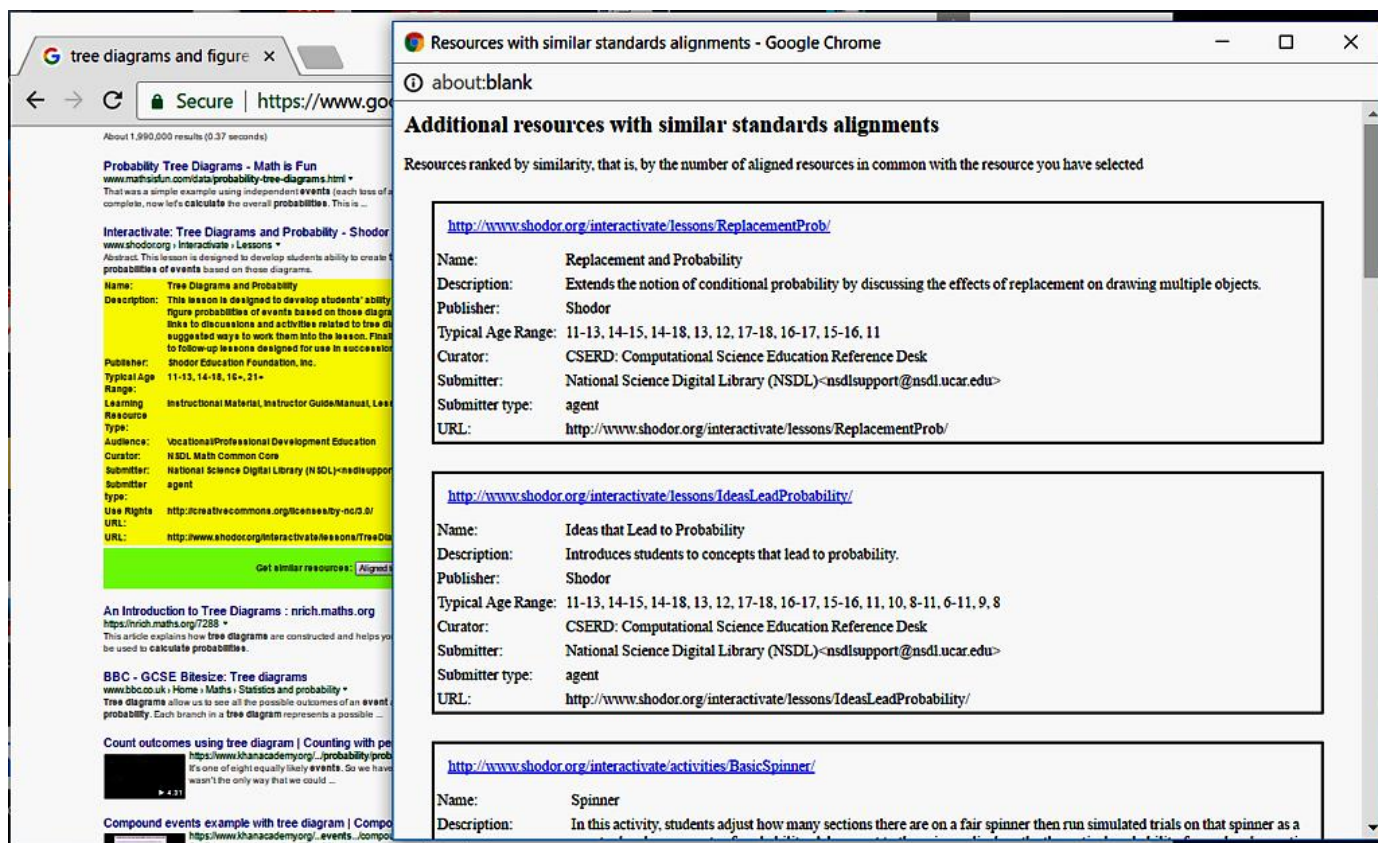 tree diagrams and figure
Secure | https://www.goo
About 1,990,000 results (0.37 seconds)
Probability Tree Diagrams - Math is Fun
www.mathsisfun.com/data/probability-tree-diagrams.html
That was a simple example using independent events (each toss of a
complete, now let's calculate the overall probabilities. This is ...
Interactivate: Tree Diagrams and Probability - Shodor
www.shodor.org › Interactivate › Lessons
Abstract. This lesson is designed to develop students ability to create
probabilities of events based on those diagrams.
Name: Tree Diagrams and Probability
Description: This lesson is designed to develop students' ability
figure probabilities of events based on those diagra
links to discussions and activities related to tree di
suggested ways to work them into the lesson. Final
to follow-up lessons designed for use in succession
Publisher: Shodor Education Foundation, Inc.
Typical Age Range: 11-13, 14-18, 16+, 21+
Learning Resource Type: Instructional Material, Instructor Guide/Manual, Les
Audience: Vocational/Professional Development Education
Curator: NSDL Math Common Core
Submitter: National Science Digital Library (NSDL)<nsdlsuppor
Submitter type: agent
Use Rights URL: http://creativecommons.org/licenses/by-nc/3.0/
URL: http://www.shodor.org/interactivate/lessons/TreeDia
Get similar resources: Aligned
An Introduction to Tree Diagrams : nrich.maths.org
https://nrich.maths.org/7288
This article explains how tree diagrams are constructed and helps yo
be used to calculate probabilities.
BBC - GCSE Bitesize: Tree diagrams
www.bbc.co.uk › Home › Maths › Statistics and probability
Tree diagrams allow us to see all the possible outcomes of an event
probability. Each branch in a tree diagram represents a possible ...
Count outcomes using tree diagram | Counting with pe
https://www.khanacademy.org/.../probability/prob
It's one of eight equally likely events. So we have
wasn't the only way that we could ...
4:31
Compound events example with tree diagram | Compo
https://www.khanacademy.org/...events.../compou
Resources with similar standards alignments - Google Chrome
about:blank
Additional resources with similar standards alignments
Resources ranked by similarity, that is, by the number of aligned resources in common with the resource you have selected
http://www.shodor.org/interactivate/lessons/ReplacementProb/
Name: Replacement and Probability
Description: Extends the notion of conditional probability by discussing the effects of replacement on drawing multiple objects.
Publisher: Shodor
Typical Age Range: 11-13, 14-15, 14-18, 13, 12, 17-18, 16-17, 15-16, 11
Curator: CSERD: Computational Science Education Reference Desk
Submitter: National Science Digital Library (NSDL)<nsdlsupport@nsdl.ucar.edu>
Submitter type: agent
URL: http://www.shodor.org/interactivate/lessons/ReplacementProb/
http://www.shodor.org/interactivate/lessons/IdeasLeadProbability/
Name: Ideas that Lead to Probability
Description: Introduces students to concepts that lead to probability.
Publisher: Shodor
Typical Age Range: 11-13, 14-15, 14-18, 13, 12, 17-18, 16-17, 15-16, 11, 10, 8-11, 6-11, 9, 8
Curator: CSERD: Computational Science Education Reference Desk
Submitter: National Science Digital Library (NSDL)<nsdlsupport@nsdl.ucar.edu>
Submitter type: agent
URL: http://www.shodor.org/interactivate/lessons/IdeasLeadProbability/
http://www.shodor.org/interactivate/activities/BasicSpinner/
Name: Spinner
Description: In this activity, students adjust how many sections there are on a fair spinner then run simulated trials on that spinner as a